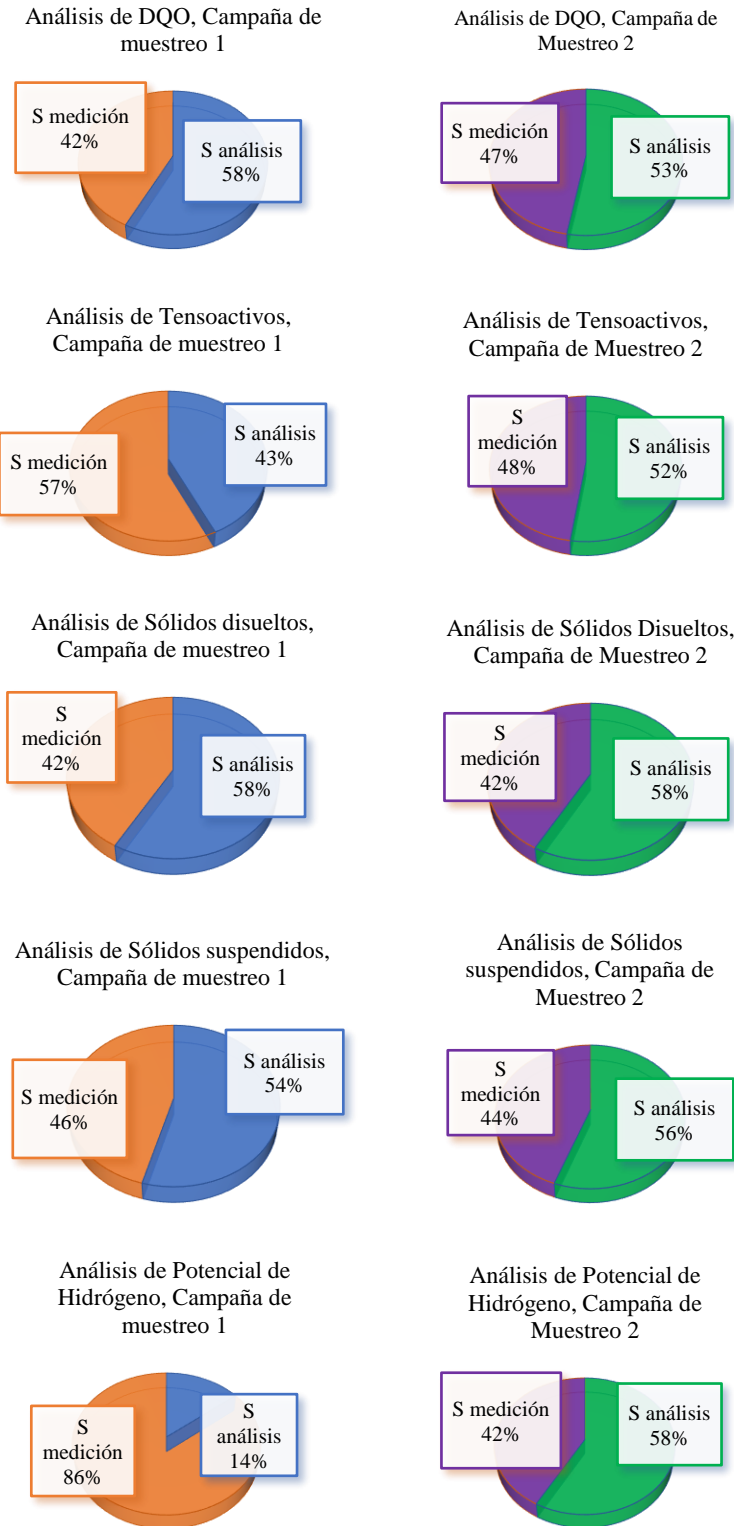 Análisis de DQO, Campaña de
muestreo 1
S medición
42%
S análisis
58%
Análisis de DQO, Campaña de
Muestreo 2
S medición
47%
S análisis
53%
Análisis de Tensoactivos,
Campaña de muestreo 1
S medición
57%
S análisis
43%
Análisis de Tensoactivos,
Campaña de Muestreo 2
S
medición
48%
S análisis
52%
Análisis de Sólidos disueltos,
Campaña de muestreo 1
S
medición
42%
S análisis
58%
Análisis de Sólidos Disueltos,
Campaña de Muestreo 2
S
medición
42%
S análisis
58%
Análisis de Sólidos suspendidos,
Campaña de muestreo 1
S medición
46%
S análisis
54%
Análisis de Sólidos
suspendidos, Campaña de
Muestreo 2
S
medición
44%
S análisis
56%
Análisis de Potencial de
Hidrógeno, Campaña de
muestreo 1
S
medición
86%
S
análisis
14%
Análisis de Potencial de
Hidrógeno, Campaña de
Muestreo 2
S medición
42%
S análisis
58%